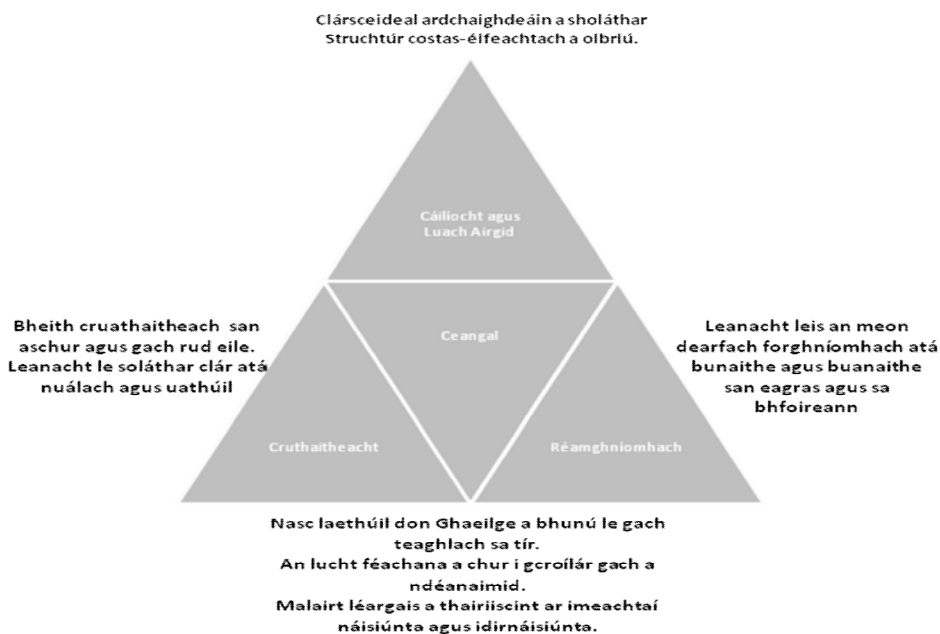 Clársceideal ardchaighdeáin a sholáthar
Struchtúr costas-éifeachtach a oibriú.
Cáilíocht agus
Luach Airgid
Bheith cruathaitheach san
aschur agus gach rud eile.
Leanacht le soláthar clár atá
nuálach agus uathúil
Ceangal
Leanacht leis an meon
dearfach forghníomhach atá
bunaithe agus buanaithe
san eagras agus sa
bhfoireann
Cruthaitheacht
Réamghníomhach
Nasc laethúil don Ghaeilge a bhunú le gach
teaghlach sa tír.
An lucht féachana a chur i gcroílár gach a
ndéanaimid.
Malairt léargais a thairiiscint ar imeachtaí
náisiúnta agus idirnáisiúnta.